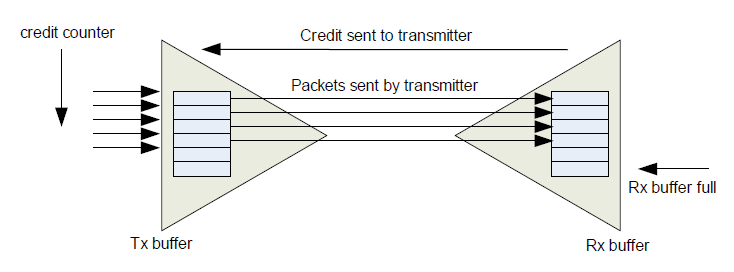 credit counter
Credit sent to transmitter
Packets sent by transmitter
Rx buffer full
Tx buffer
Rx buffer